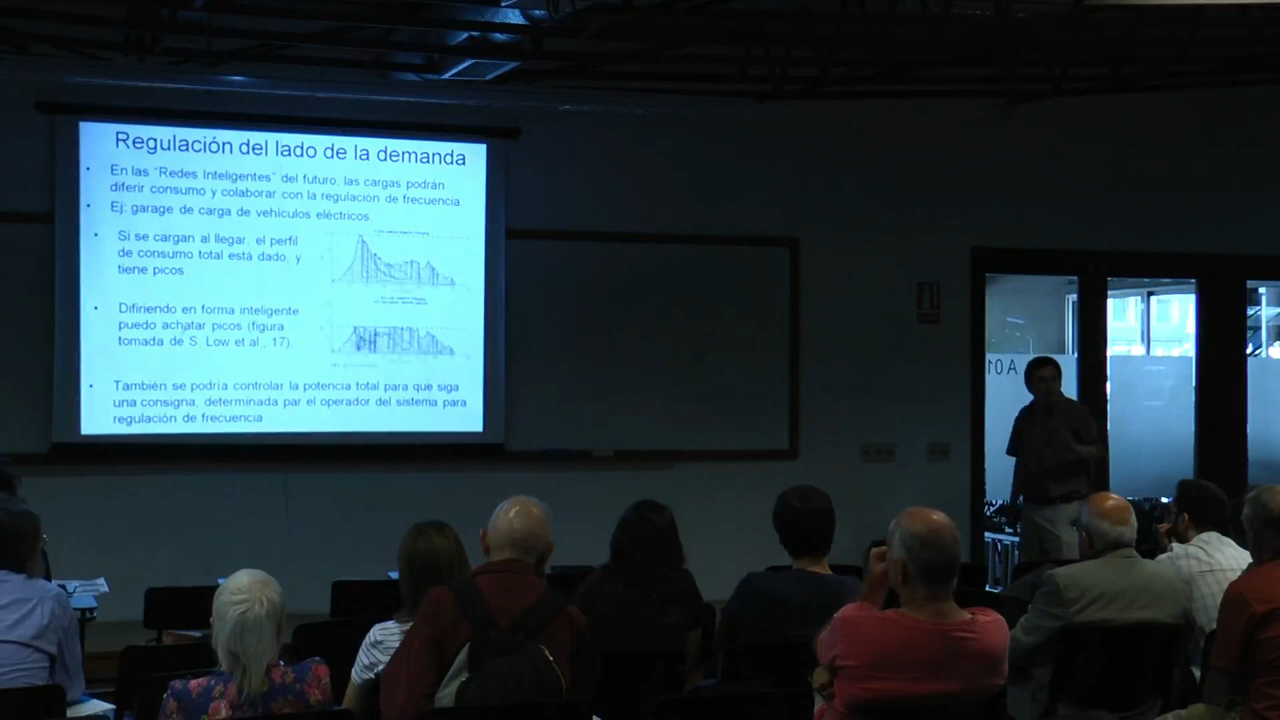 Regulación del lado de la demanda
• En las "Redes Inteligentes" del futuro, las cargas podrán
diferir consumo y colaborar con la regulación de frecuencia.
• Ej: garage de carga de vehículos eléctricos
• Si se cargan al llegar, el perfil
de consumo total está dado, y
tiene picos
• Difiriendo en forma inteligente
puedo achatar picos (figura
tomada de S. Low et al., 17).
• También se podría controlar la potencia total para que siga
una consigna, determinada par el operador del sistema para
regulación de frecuencia
A01